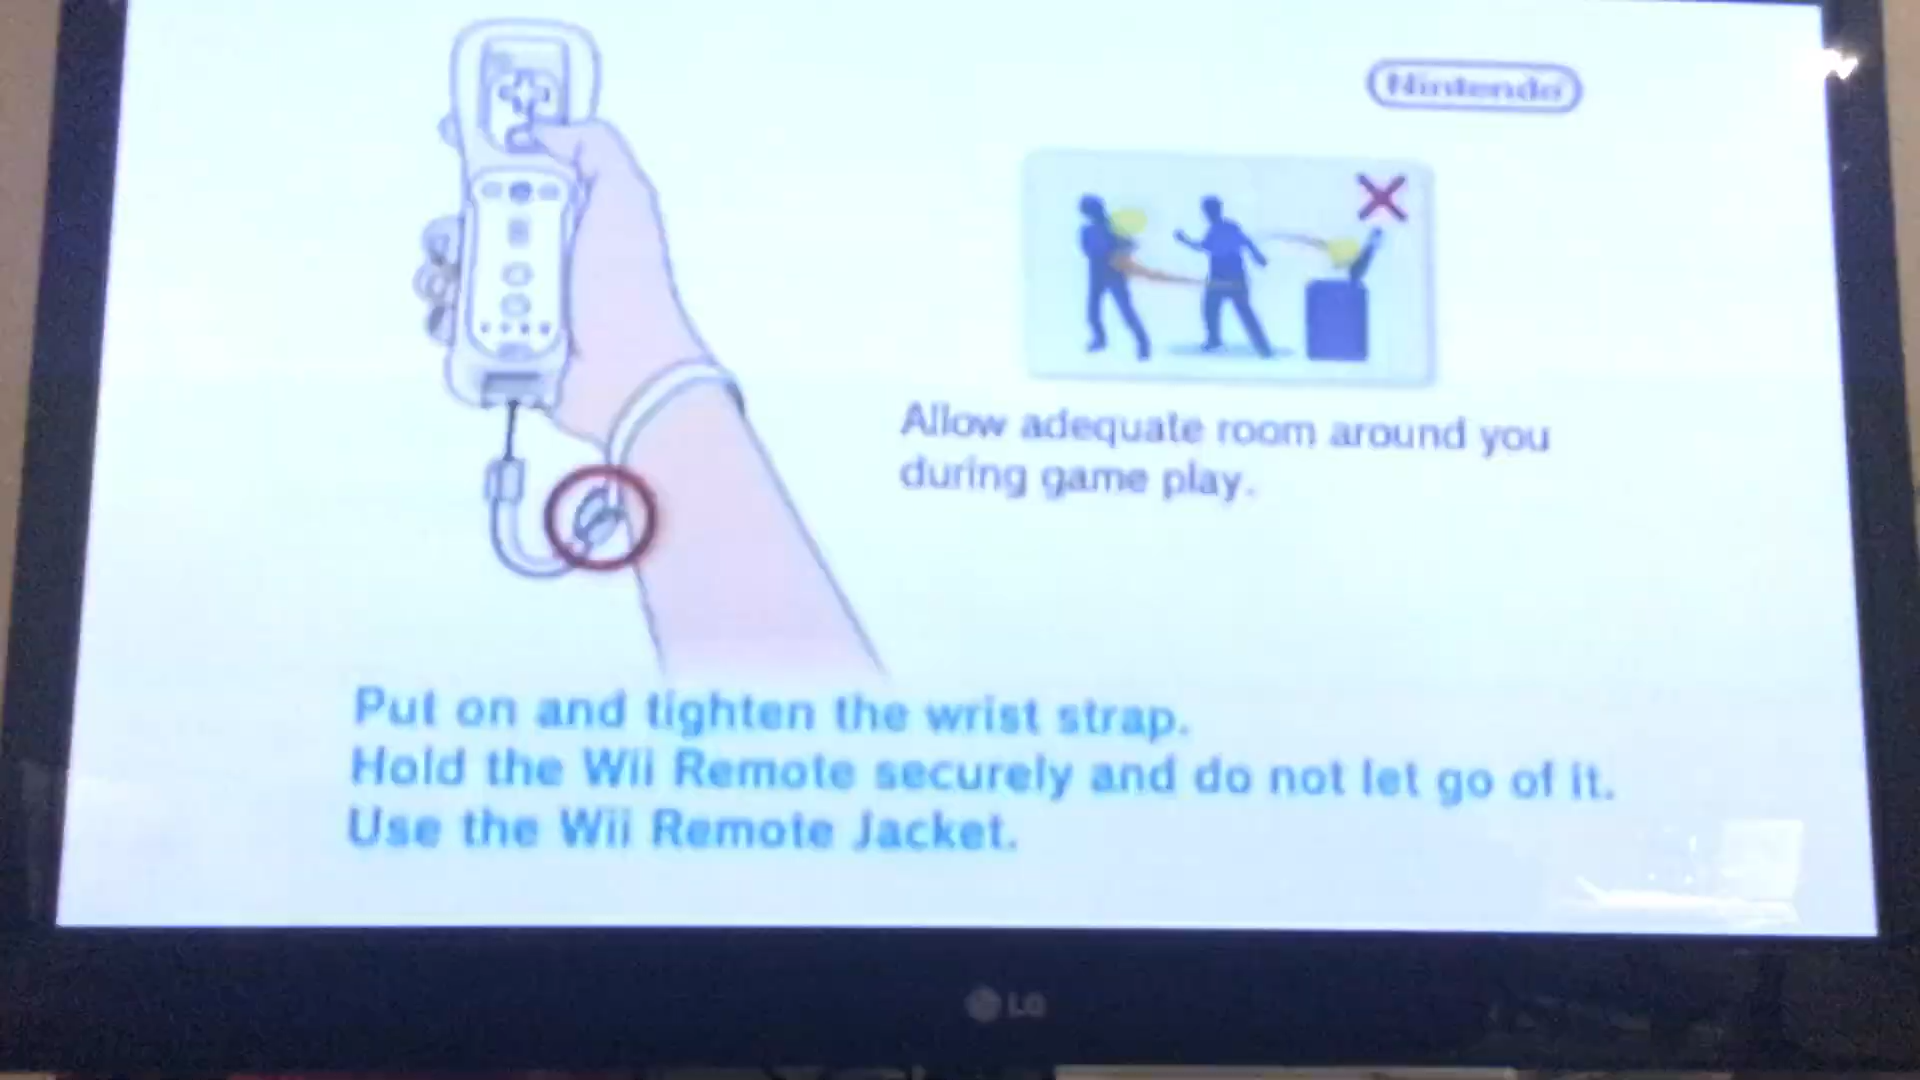 Nintendo
Allow adequate room around you
during game play.
Put on and tighten the wrist strap.
Hold the Wii Remote securely and do not let go of it.
Use the Wii Remote Jacket.
LG